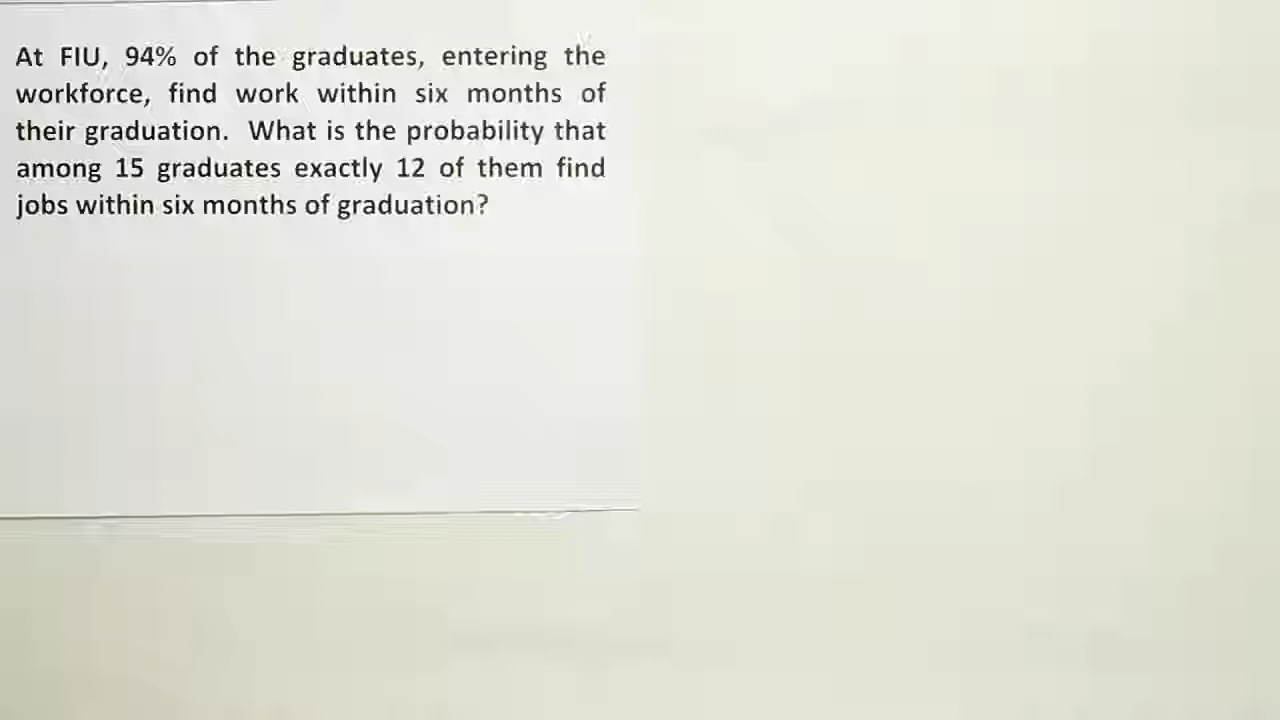 At FIU, 94% of the graduates, entering the
workforce, find work within six months of
their graduation. What is the probability that
among 15 graduates exactly 12 of them find
jobs within six months of graduation?